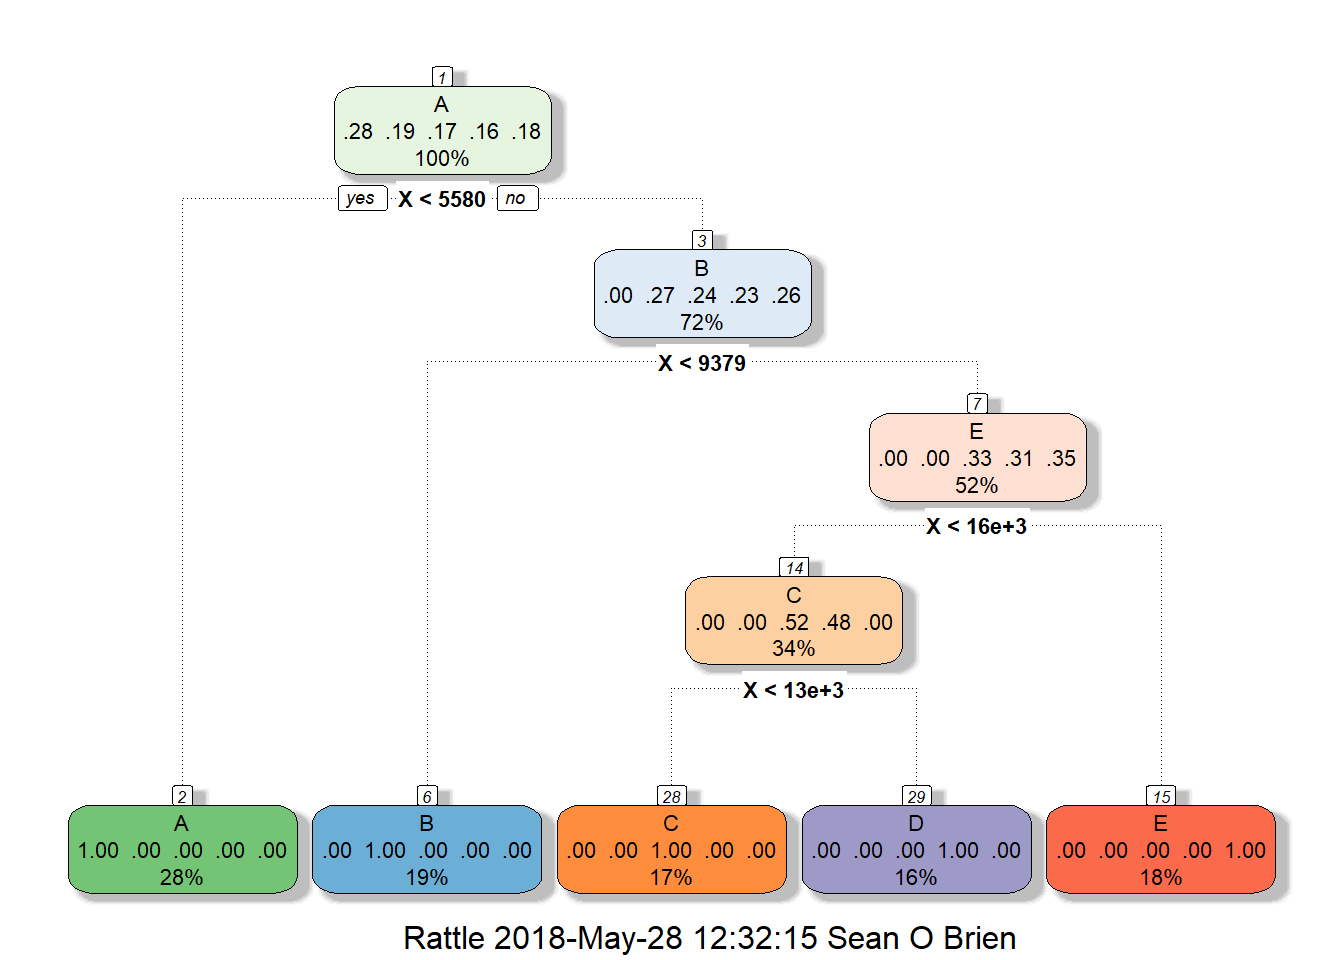 1
A
.28 .19 .17 .16 .18
100%
yes X < 5580 no
3
B
.00 .27 .24 .23 .26
72%
X < 9379
7
E
.00 .00 .33 .31 .35
52%
X < 16e+3
14
C
.00 .00 .52 .48 .00
34%
X < 13e+3
2
A
1.00 .00 .00 .00 .00
28%
6
B
.00 1.00 .00 .00 .00
19%
28
C
.00 .00 1.00 .00 .00
17%
29
D
.00 .00 .00 1.00 .00
16%
15
E
.00 .00 .00 .00 1.00
18%
Rattle 2018-May-28 12:32:15 Sean O Brien